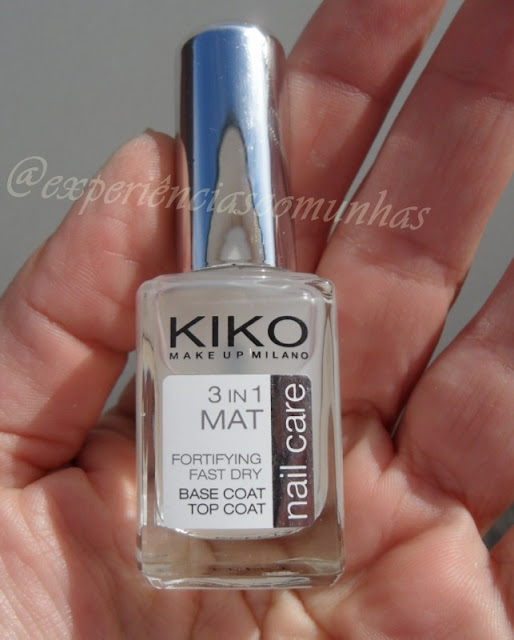 @experiênciascomunhas
KIKO
MAKE UP MILANO
3 IN 1
MAT
FORTIFYING
FAST DRY
BASE COAT
TOP COAT
nail care